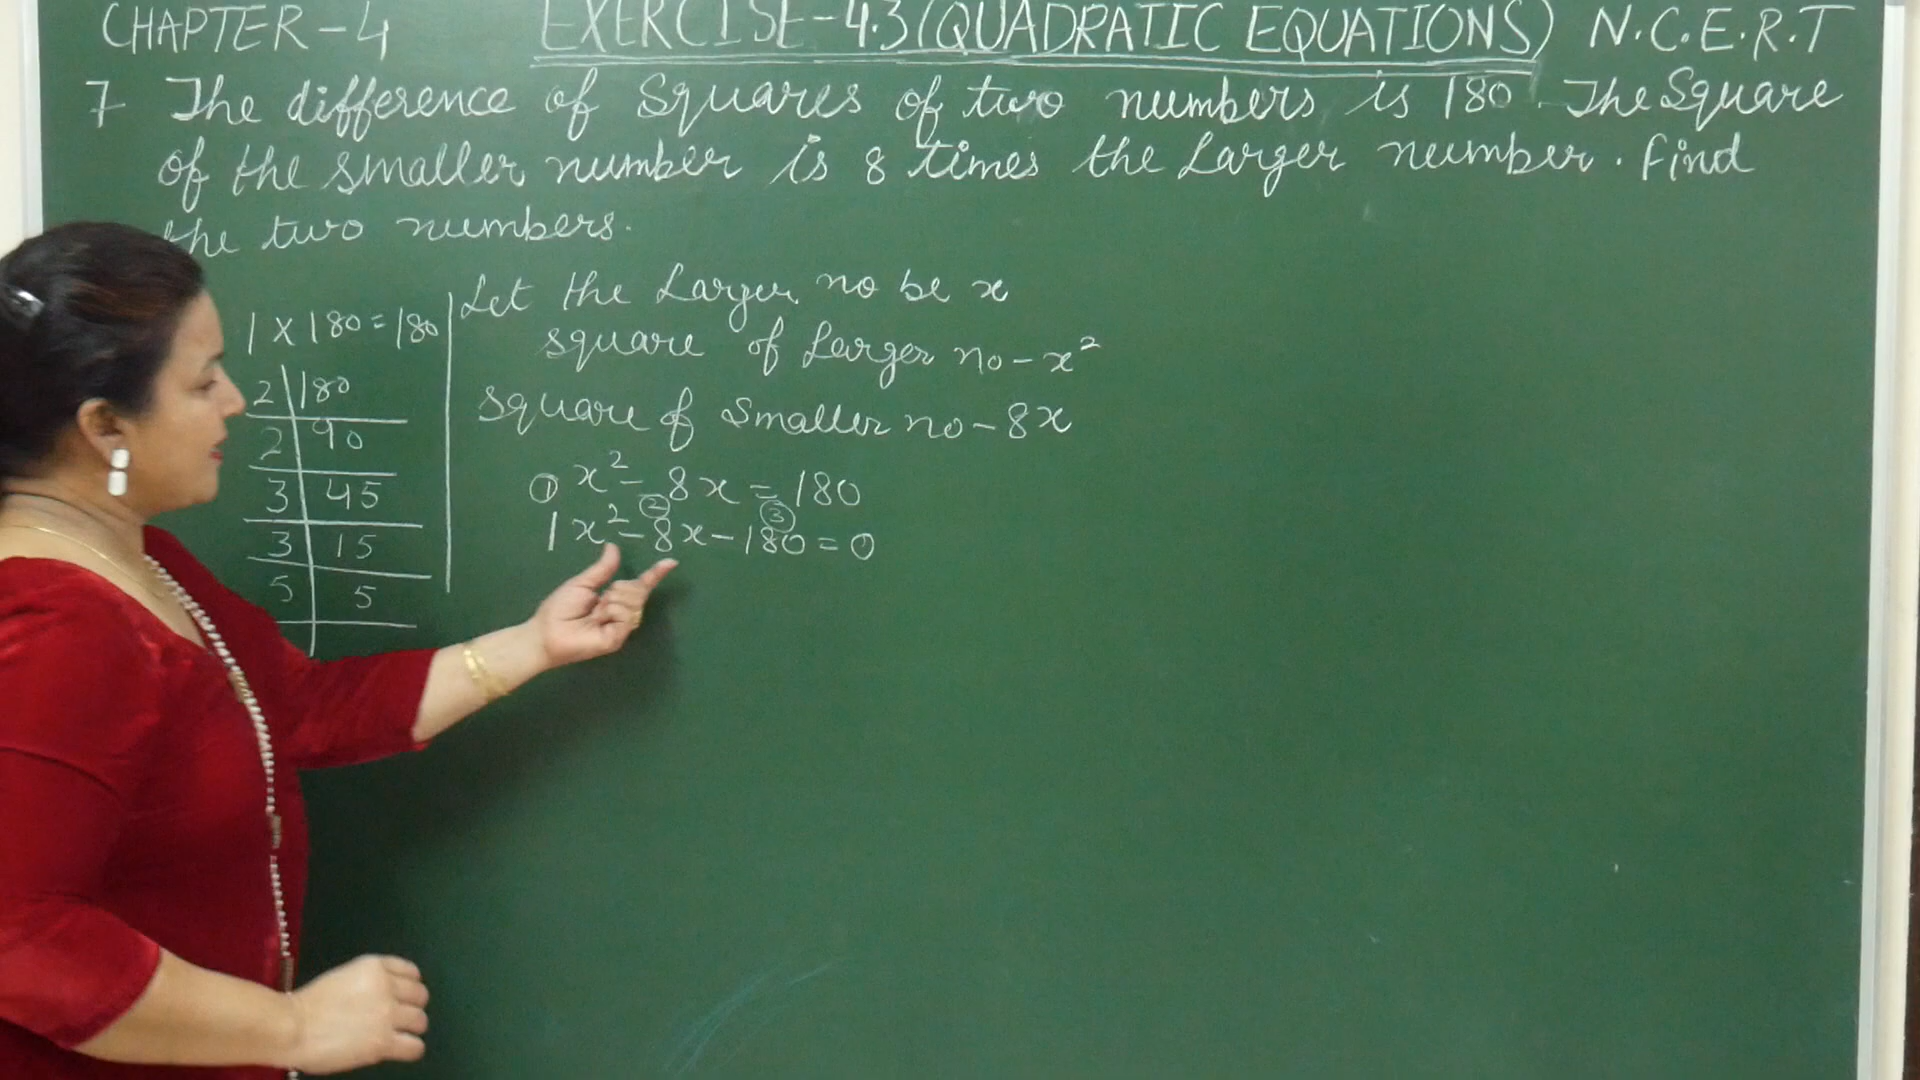 CHAPTER-4 EXERCISE-4.3(QUADRATIC EQUATIONS) N.C.E.R.T
7 The difference of Squares of two numbers is 180. The Square
of the smaller number is 8 times the Larger number. Find
the two numbers.
1 x 180 = 180
2 180
2 90
3 45
3 15
5 5
Let the Larger no be x
square of Larger no - x²
square of Smaller no - 8x
① x² - 8x = 180
② ③
1x² - 8x - 180 = 0